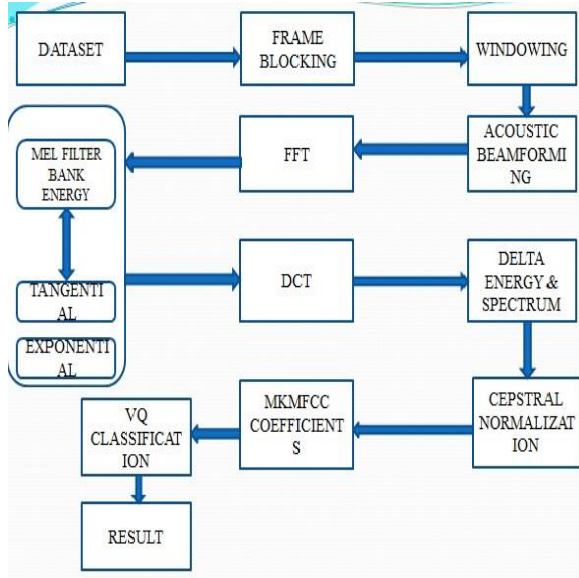 DATASET
FRAME
BLOCKING
WINDOWING
ACOUSTIC
BEAMFORMI
NG
FFT
MEL FILTER
BANK
ENERGY
TANGENTI
AL
EXPONENTI
AL
DCT
DELTA
ENERGY &
SPECTRUM
CEPSTRAL
NORMALIZAT
ION
MKMFCC
COEFFICIENT
S
VQ
CLASSIFICAT
ION
RESULT